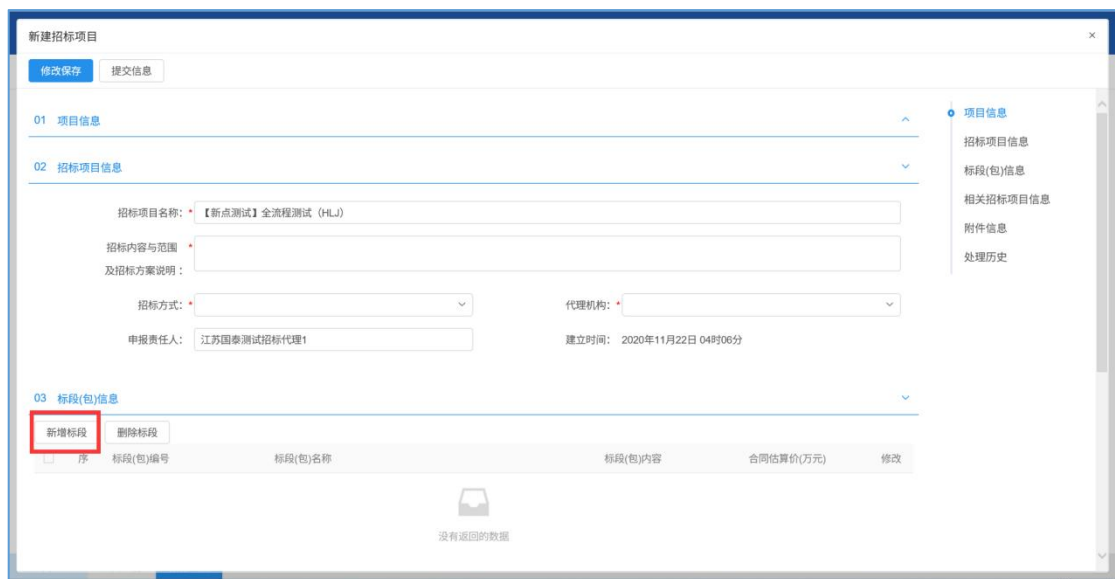 新建招标项目
×
修改保存 提交信息
01 项目信息
02 招标项目信息
招标项目名称: * 【新点测试】全流程测试（HLJ）
招标内容与范围 *
及招标方案说明：
招标方式: * 代理机构: *
申报责任人: 江苏国泰测试招标代理1 建立时间: 2020年11月22日 04时06分
03 标段(包)信息
新增标段 删除标段
序 标段(包)编号 标段(包)名称 标段(包)内容 合同估算价(万元) 修改
没有返回的数据
项目信息
招标项目信息
标段(包)信息
相关招标项目信息
附件信息
处理历史